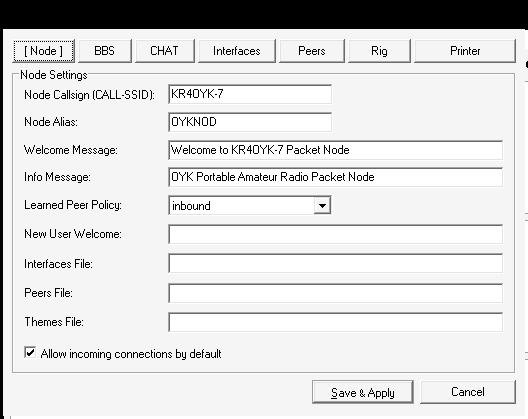 [ Node ] BBS CHAT Interfaces Peers Rig Printer
Node Settings
Node Callsign (CALL-SSID): KR4OYK-7
Node Alias: OYKNOD
Welcome Message: Welcome to KR4OYK-7 Packet Node
Info Message: OYK Portable Amateur Radio Packet Node
Learned Peer Policy: inbound
New User Welcome:
Interfaces File:
Peers File:
Themes File:
Allow incoming connections by default
Save & Apply Cancel